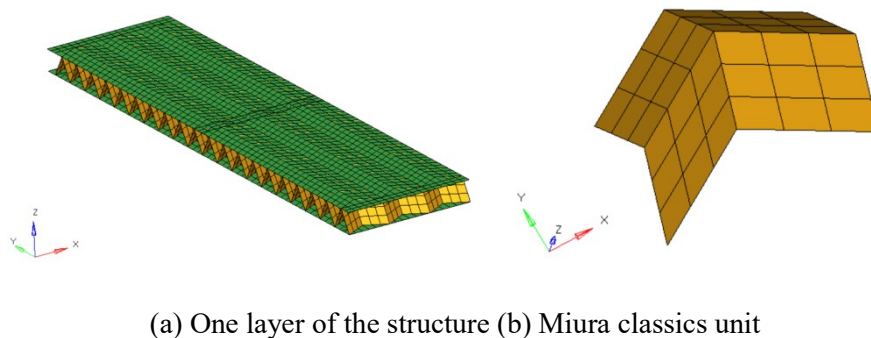 Z
Y
X
Y
Z
X
(a) One layer of the structure (b) Miura classics unit